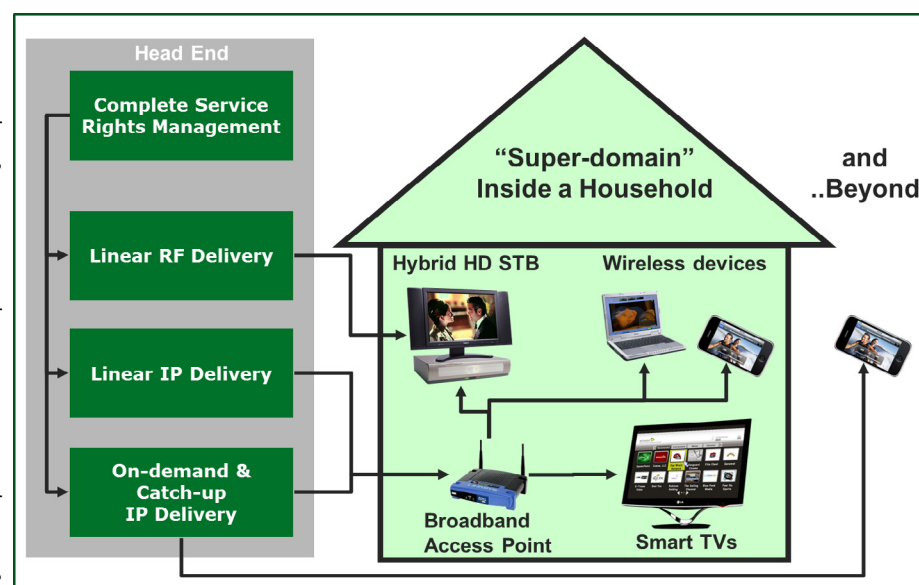 Head End
Complete Service
Rights Management
Linear RF Delivery
Linear IP Delivery
On-demand &
Catch-up
IP Delivery
“Super-domain”
Inside a Household
and
..Beyond
Hybrid HD STB
Wireless devices
Broadband
Access Point
Smart TVs